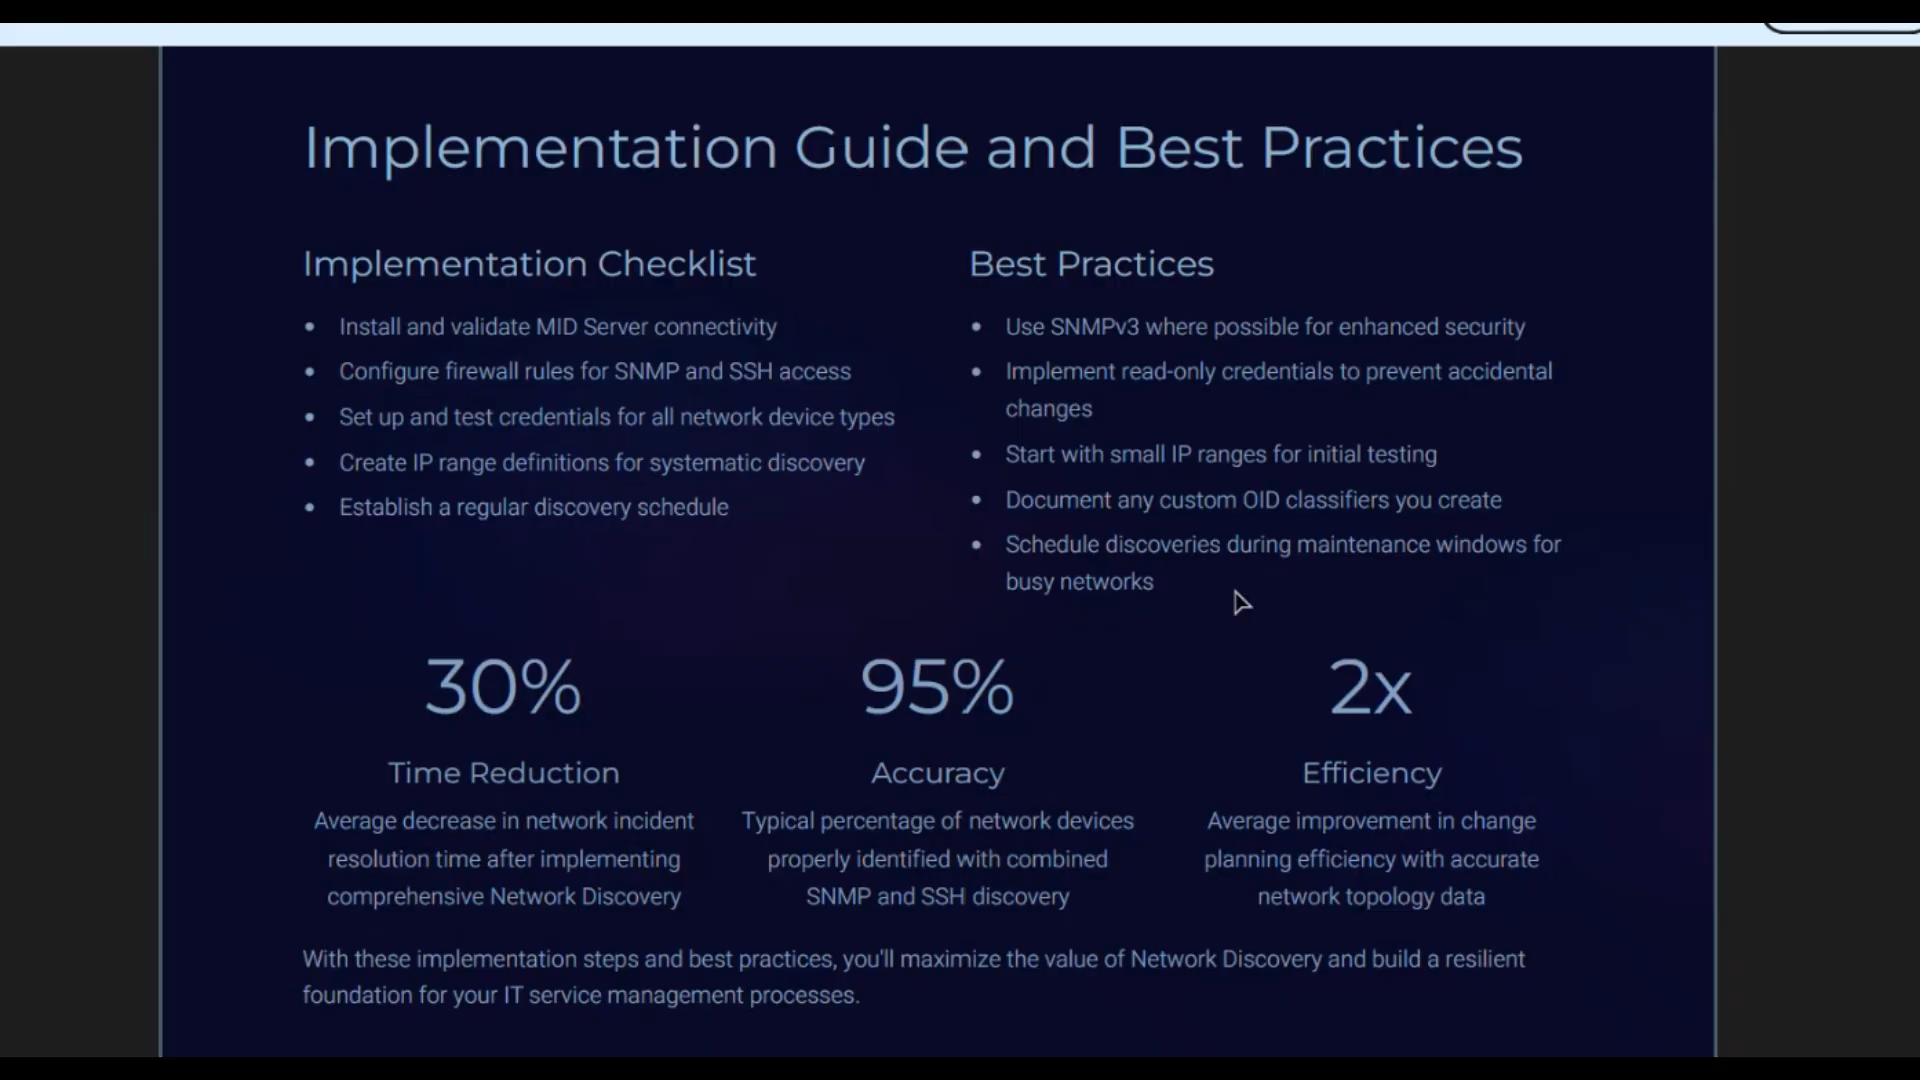 Implementation Guide and Best Practices
Implementation Checklist
• Install and validate MID Server connectivity
• Configure firewall rules for SNMP and SSH access
• Set up and test credentials for all network device types
• Create IP range definitions for systematic discovery
• Establish a regular discovery schedule
Best Practices
• Use SNMPv3 where possible for enhanced security
• Implement read-only credentials to prevent accidental
changes
• Start with small IP ranges for initial testing
• Document any custom OID classifiers you create
• Schedule discoveries during maintenance windows for
busy networks
30%
Time Reduction
Average decrease in network incident
resolution time after implementing
comprehensive Network Discovery
95%
Accuracy
Typical percentage of network devices
properly identified with combined
SNMP and SSH discovery
2x
Efficiency
Average improvement in change
planning efficiency with accurate
network topology data
With these implementation steps and best practices, you'll maximize the value of Network Discovery and build a resilient
foundation for your IT service management processes.